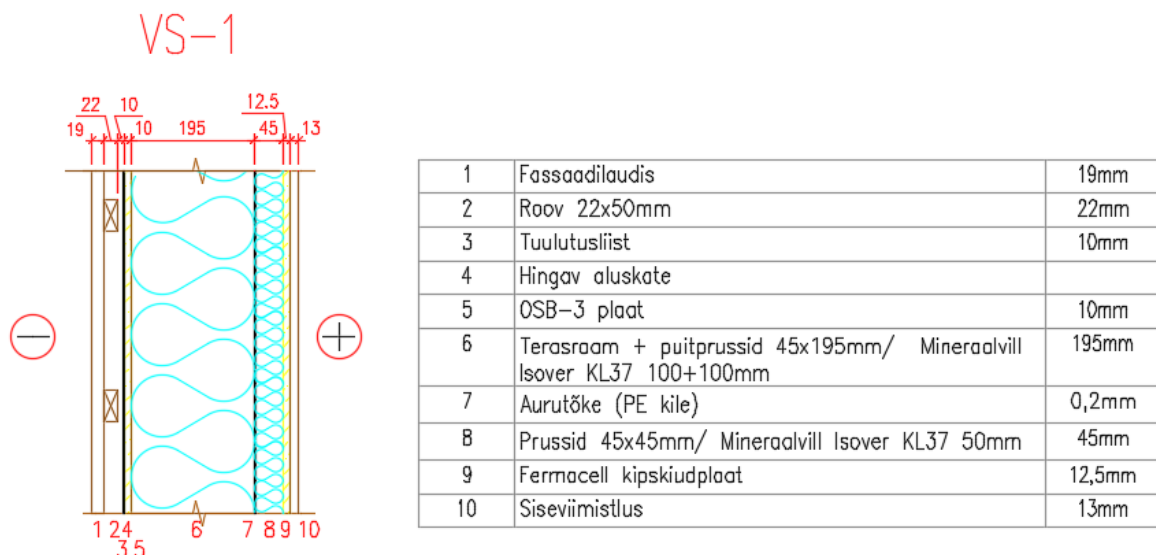 VS-1
22 10 12.5
19 10 195 45 13
1 Fassaadilaudis 19mm
2 Roov 22x50mm 22mm
3 Tuulutusliist 10mm
4 Hingav aluskate
5 OSB-3 plaat 10mm
6 Terasraam + puitprussid 45x195mm/ Mineraalvill 195mm
Isover KL37 100+100mm
7 Aurutõke (PE kile) 0,2mm
8 Prussid 45x45mm/ Mineraalvill Isover KL37 50mm 45mm
9 Fermacell kipskiudplaat 12,5mm
10 Siseviimistlus 13mm
1 2 4 6 7 8 9 10
3 5